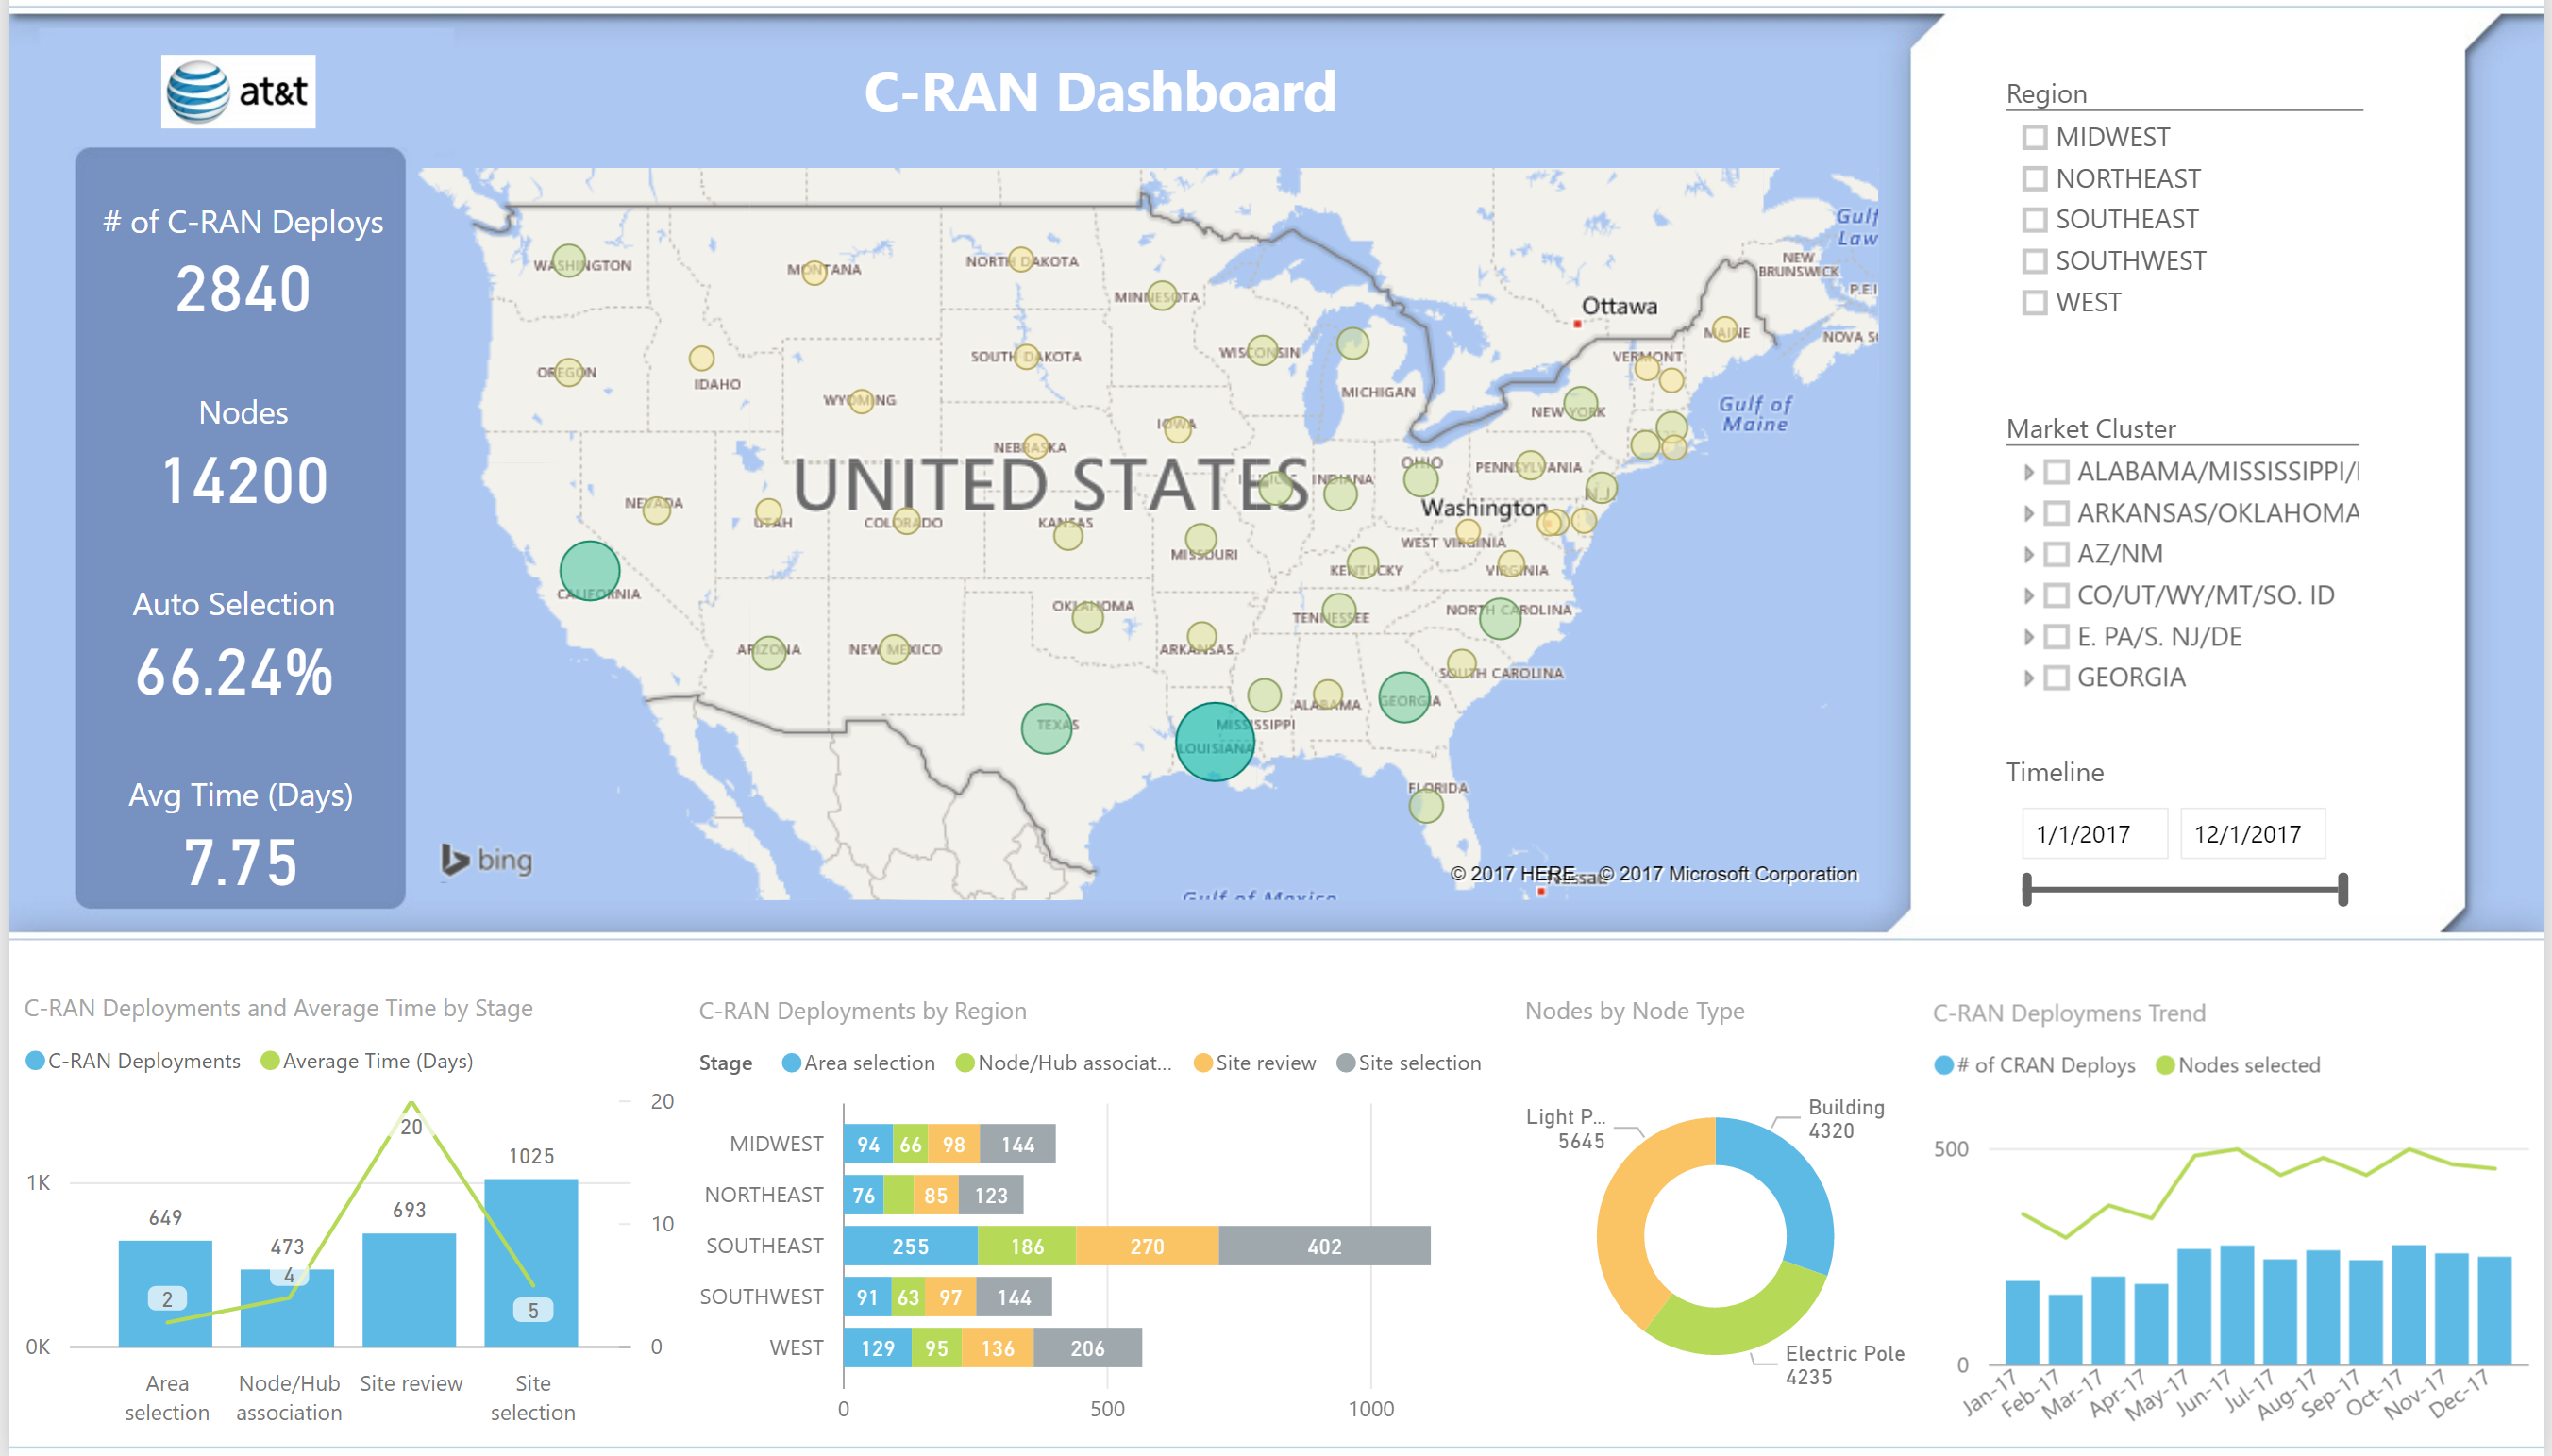 at&t
C-RAN Dashboard
# of C-RAN Deploys
2840
Nodes
14200
Auto Selection
66.24%
Avg Time (Days)
7.75
WASHINGTON
MONTANA
NORTH DAKOTA
MINNESOTA
OREGON
IDAHO
SOUTH DAKOTA
WISCONSIN
WYOMING
MICHIGAN
IOWA
NEBRASKA
UNITED STATES
NEVADA
UTAH
COLORADO
KANSAS
INDIANA
OHIO
PENNSYLVANIA
N.J.
NEW YORK
VERMONT
MAINE
Ottawa
NEW
BRUNSWICK
P.E.I
NOVA S
Gulf
Law
Gulf of
Maine
Washington
WEST VIRGINIA
MISSOURI
KENTUCKY
VIRGINIA
CALIFORNIA
OKLAHOMA
TENNESSEE
NORTH CAROLINA
ARIZONA
NEW MEXICO
ARKANSAS
SOUTH CAROLINA
ALABAMA
GEORGIA
TEXAS
MISSISSIPPI
LOUISIANA
FLORIDA
Gulf of Mexico
Nassau
bing
© 2017 HERE © 2017 Microsoft Corporation
Region
MIDWEST
NORTHEAST
SOUTHEAST
SOUTHWEST
WEST
Market Cluster
ALABAMA/MISSISSIPPI/
ARKANSAS/OKLAHOMA
AZ/NM
CO/UT/WY/MT/SO. ID
E. PA/S. NJ/DE
GEORGIA
Timeline
1/1/2017 12/1/2017
C-RAN Deployments and Average Time by Stage
C-RAN Deployments Average Time (Days)
20
20
1025
1K
649
693
10
473
4
2
5
0K
0
Area
selection
Node/Hub
association
Site review
Site
selection
C-RAN Deployments by Region
Stage Area selection Node/Hub associat... Site review Site selection
MIDWEST 94 66 98 144
NORTHEAST 76 85 123
SOUTHEAST 255 186 270 402
SOUTHWEST 91 63 97 144
WEST 129 95 136 206
0 500 1000
Nodes by Node Type
Light P...
5645
Building
4320
Electric Pole
4235
C-RAN Deploymens Trend
# of CRAN Deploys Nodes selected
500
0
Jan-17 Feb-17 Mar-17 Apr-17 May-17 Jun-17 Jul-17 Aug-17 Sep-17 Oct-17 Nov-17 Dec-17